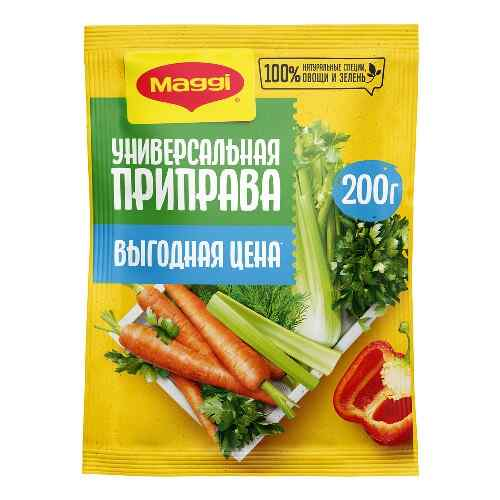 Maggi
100% НАТУРАЛЬНЫЕ СПЕЦИИ,
ОВОЩИ И ЗЕЛЕНЬ
УНИВЕРСАЛЬНАЯ
ПРИПРАВА
200г
ВЫГОДНАЯ ЦЕНА